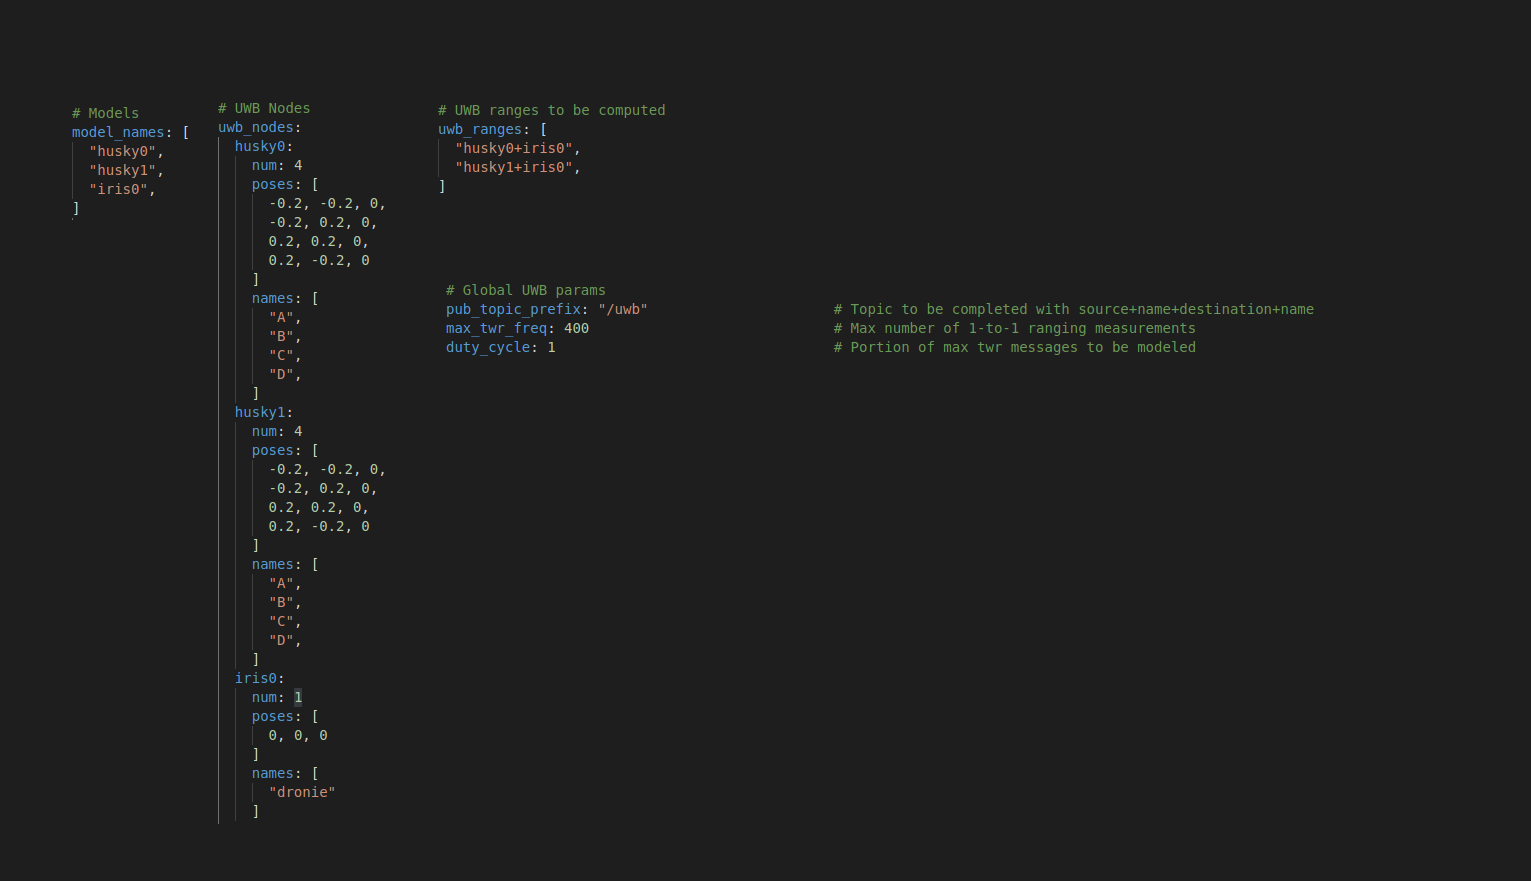 # Models
model_names: [
"husky0",
"husky1",
"iris0",
]
# UWB Nodes
uwb_nodes:
husky0:
num: 4
poses: [
-0.2, -0.2, 0,
-0.2, 0.2, 0,
0.2, 0.2, 0,
0.2, -0.2, 0
]
names: [
"A",
"B",
"C",
"D",
]
husky1:
num: 4
poses: [
-0.2, -0.2, 0,
-0.2, 0.2, 0,
0.2, 0.2, 0,
0.2, -0.2, 0
]
names: [
"A",
"B",
"C",
"D",
]
iris0:
num: 1
poses: [
0, 0, 0
]
names: [
"dronie"
]
# UWB ranges to be computed
uwb_ranges: [
"husky0+iris0",
"husky1+iris0",
]
# Global UWB params
pub_topic_prefix: "/uwb" # Topic to be completed with source+name+destination+name
max_twr_freq: 400 # Max number of 1-to-1 ranging measurements
duty_cycle: 1 # Portion of max twr messages to be modeled